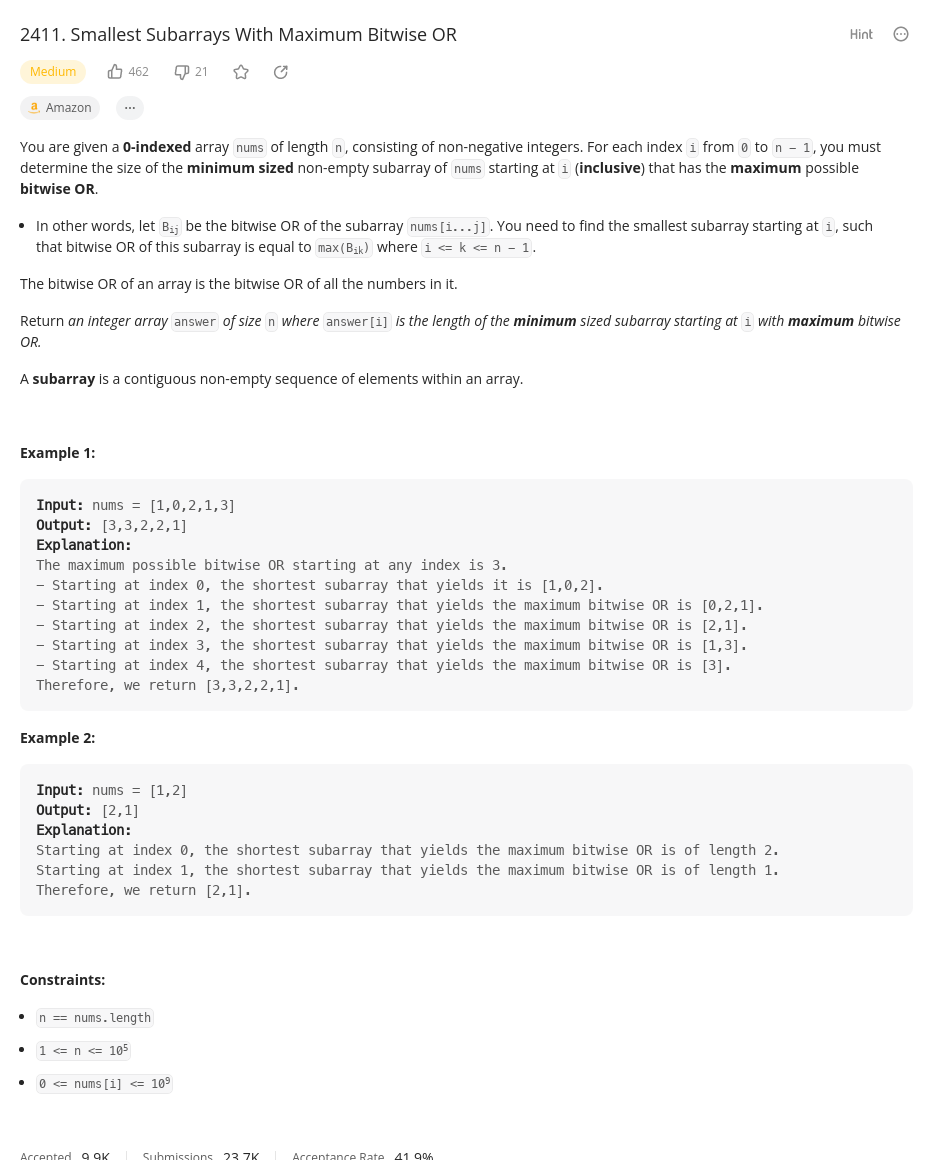 2411. Smallest Subarrays With Maximum Bitwise OR
Hint
Medium
462
21
a Amazon
...
You are given a 0-indexed array nums of length n, consisting of non-negative integers. For each index i from 0 to n - 1, you must
determine the size of the minimum sized non-empty subarray of nums starting at i (inclusive) that has the maximum possible
bitwise OR.
• In other words, let Bij be the bitwise OR of the subarray nums[i...j]. You need to find the smallest subarray starting at i, such
that bitwise OR of this subarray is equal to max(Bik) where i <= k <= n - 1.
The bitwise OR of an array is the bitwise OR of all the numbers in it.
Return an integer array answer of size n where answer[i] is the length of the minimum sized subarray starting at i with maximum bitwise
OR.
A subarray is a contiguous non-empty sequence of elements within an array.
Example 1:
Input: nums = [1,0,2,1,3]
Output: [3,3,2,2,1]
Explanation:
The maximum possible bitwise OR starting at any index is 3.
- Starting at index 0, the shortest subarray that yields it is [1,0,2].
- Starting at index 1, the shortest subarray that yields the maximum bitwise OR is [0,2,1].
- Starting at index 2, the shortest subarray that yields the maximum bitwise OR is [2,1].
- Starting at index 3, the shortest subarray that yields the maximum bitwise OR is [1,3].
- Starting at index 4, the shortest subarray that yields the maximum bitwise OR is [3].
Therefore, we return [3,3,2,2,1].
Example 2:
Input: nums = [1,2]
Output: [2,1]
Explanation:
Starting at index 0, the shortest subarray that yields the maximum bitwise OR is of length 2.
Starting at index 1, the shortest subarray that yields the maximum bitwise OR is of length 1.
Therefore, we return [2,1].
Constraints:
• n == nums.length
• 1 <= n <= 10⁵
• 0 <= nums[i] <= 10⁹
Accepted 9.9K Submissions 23.7K Acceptance Rate 41.9%